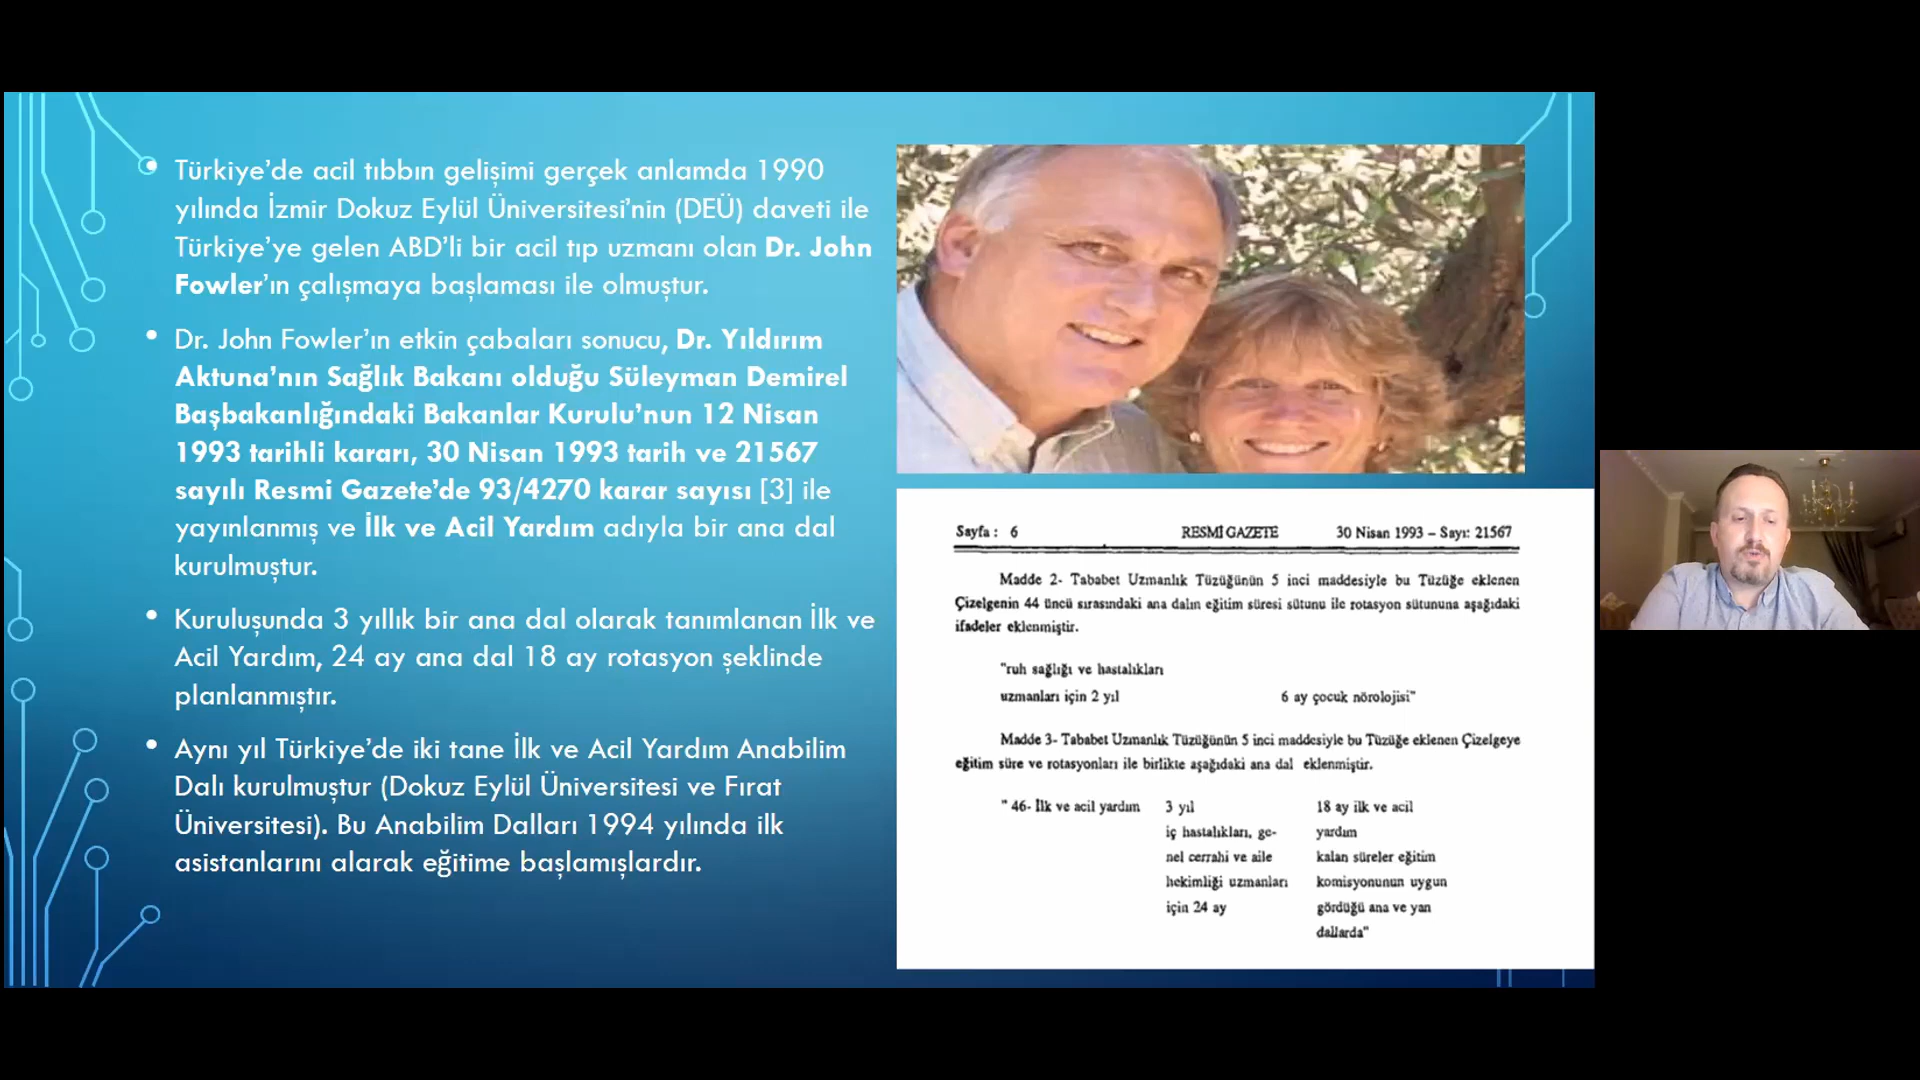 Türkiye’de acil tıbbın gelişimi gerçek anlamda 1990
yılında İzmir Dokuz Eylül Üniversitesi’nin (DEÜ) daveti ile
Türkiye’ye gelen ABD’li bir acil tıp uzmanı olan Dr. John
Fowler’ın çalışmaya başlaması ile olmuştur.
Dr. John Fowler’ın etkin çabaları sonucu, Dr. Yıldırım
Aktuna’nın Sağlık Bakanı olduğu Süleyman Demirel
Başbakanlığındaki Bakanlar Kurulu’nun 12 Nisan
1993 tarihli kararı, 30 Nisan 1993 tarih ve 21567
sayılı Resmi Gazete’de 93/4270 karar sayısı [3] ile
yayınlanmış ve İlk ve Acil Yardım adıyla bir ana dal
kurulmuştur.
Kuruluşunda 3 yıllık bir ana dal olarak tanımlanan İlk ve
Acil Yardım, 24 ay ana dal 18 ay rotasyon şeklinde
planlanmıştır.
Aynı yıl Türkiye’de iki tane İlk ve Acil Yardım Anabilim
Dalı kurulmuştur (Dokuz Eylül Üniversitesi ve Fırat
Üniversitesi). Bu Anabilim Dalları 1994 yılında ilk
asistanlarını alarak eğitime başlamışlardır.
Sayfa : 6 RESMİ GAZETE 30 Nisan 1993 – Sayı: 21567
Madde 2- Tababet Uzmanlık Tüzüğünün 5 inci maddesiyle bu Tüzüğe eklenen
Çizelgenin 44 üncü sırasındaki ana dalın eğitim süresi sütunu ile rotasyon sütununa aşağıdaki
ifadeler eklenmiştir.
"ruh sağlığı ve hastalıkları
uzmanları için 2 yıl 6 ay çocuk nörolojisi"
Madde 3- Tababet Uzmanlık Tüzüğünün 5 inci maddesiyle bu Tüzüğe eklenen Çizelgeye
eğitim süre ve rotasyonları ile birlikte aşağıdaki ana dal eklenmiştir.
" 46- İlk ve acil yardım 3 yıl 18 ay ilk ve acil
iç hastalıkları, ge- yardım
nel cerrahi ve aile kalan süreler eğitim
hekimliği uzmanları komisyonunun uygun
için 24 ay gördüğü ana ve yan
dallarda"